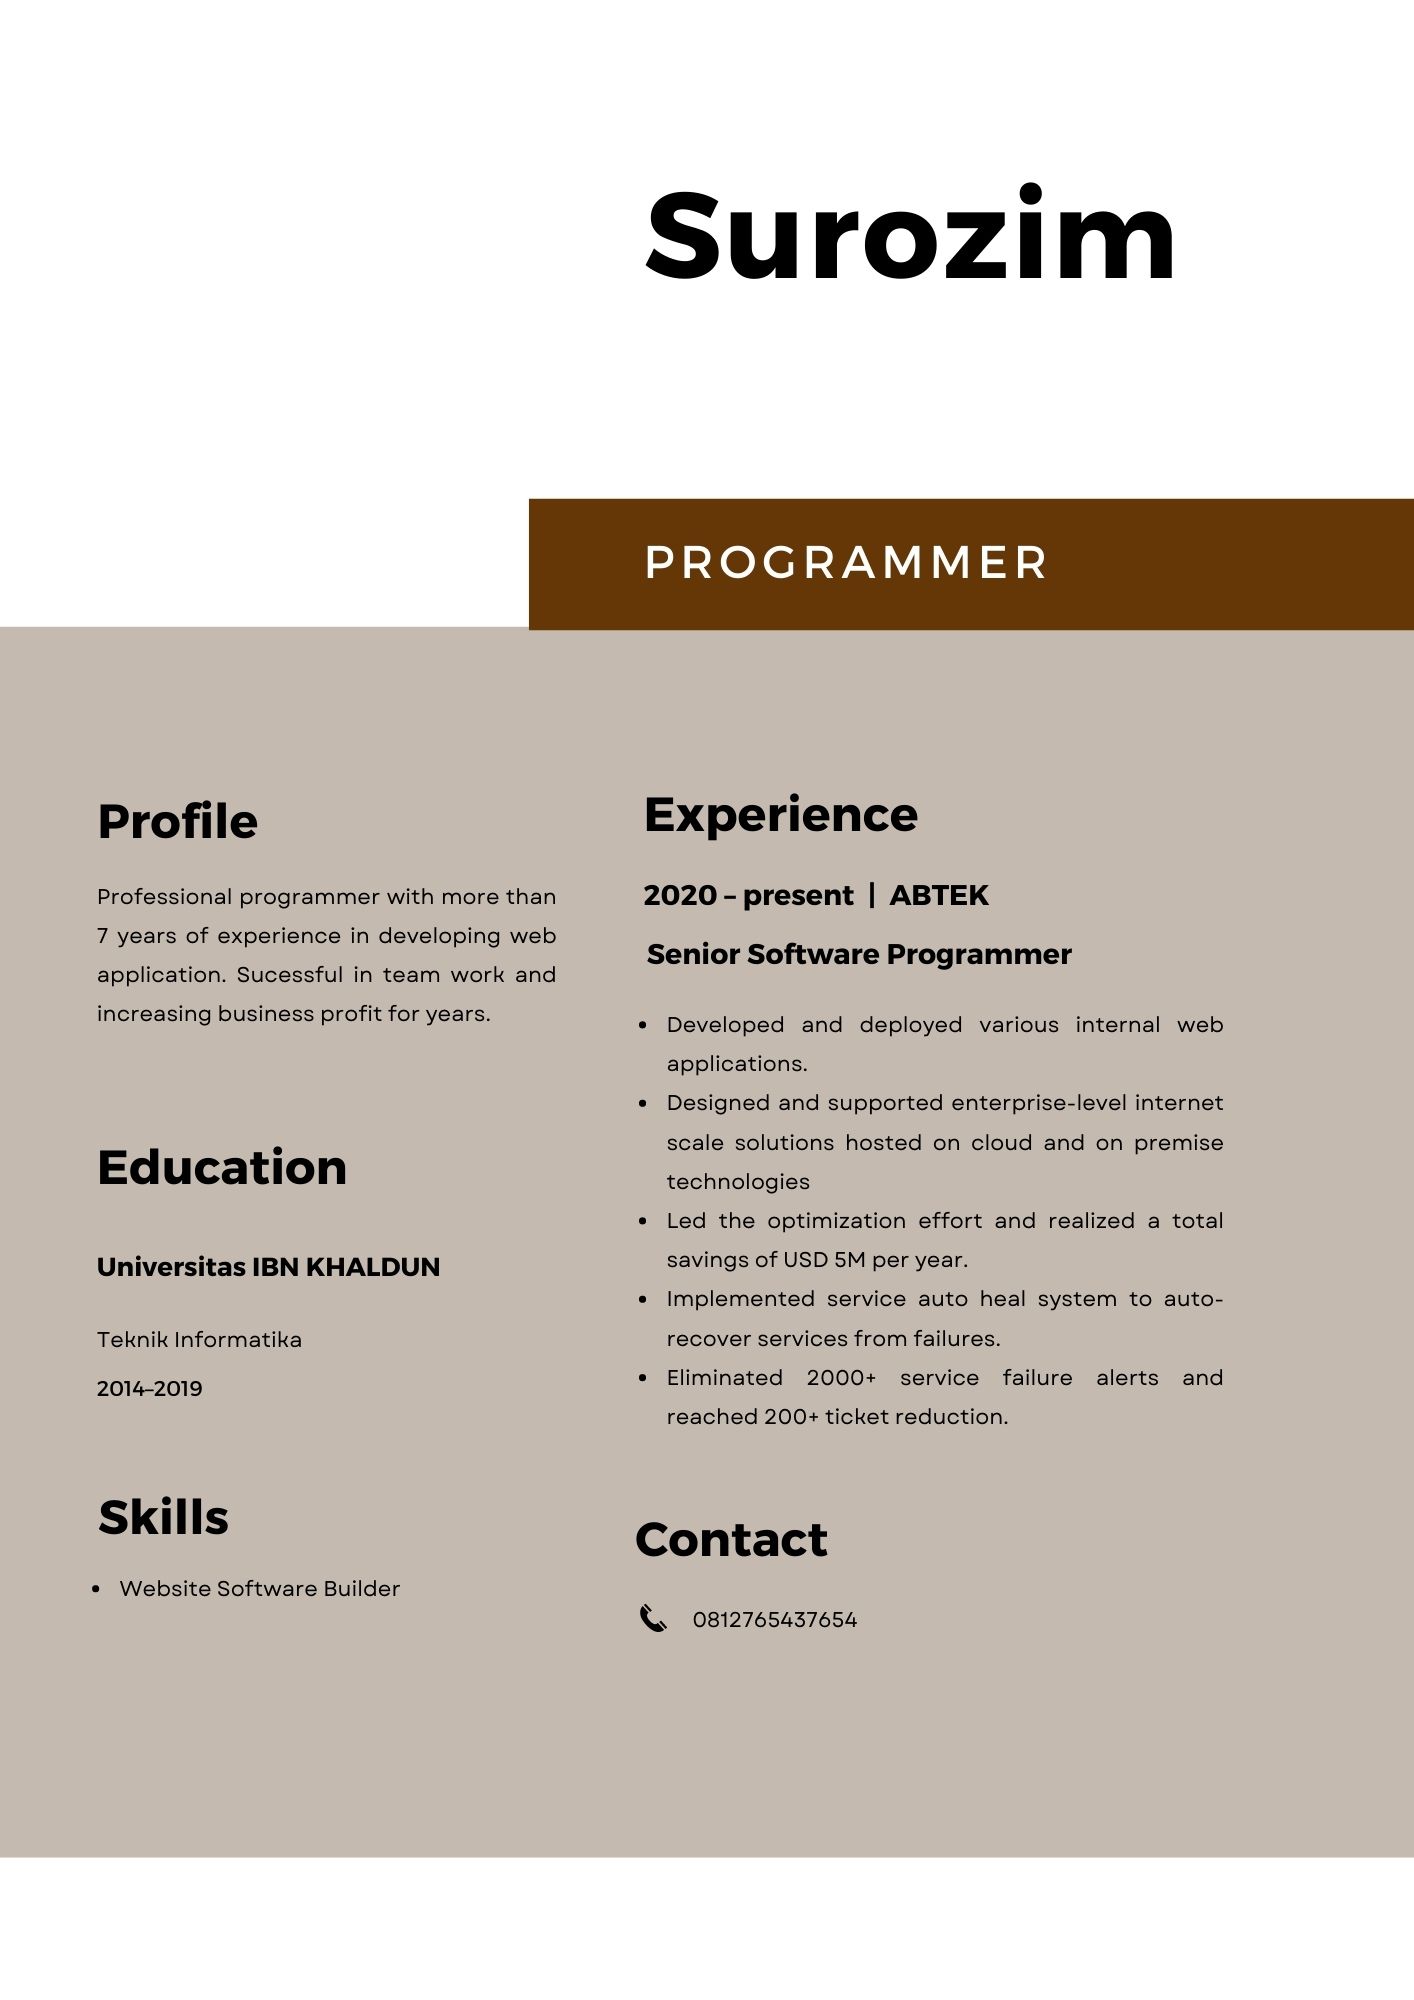 Surozim
PROGRAMMER
Profile
Professional programmer with more than
7 years of experience in developing web
application. Sucessful in team work and
increasing business profit for years.
Education
Universitas IBN KHALDUN
Teknik Informatika
2014–2019
Skills
• Website Software Builder
Experience
2020 – present | ABTEK
Senior Software Programmer
• Developed and deployed various internal web
applications.
• Designed and supported enterprise-level internet
scale solutions hosted on cloud and on premise
technologies
• Led the optimization effort and realized a total
savings of USD 5M per year.
• Implemented service auto heal system to auto-
recover services from failures.
• Eliminated 2000+ service failure alerts and
reached 200+ ticket reduction.
Contact
0812765437654